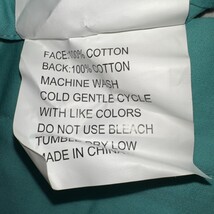 FACE:100% COTTON
BACK:100% COTTON
MACHINE WASH
COLD GENTLE CYCLE
WITH LIKE COLORS
DO NOT USE BLEACH
TUMBLE DRY LOW
MADE IN CHINA